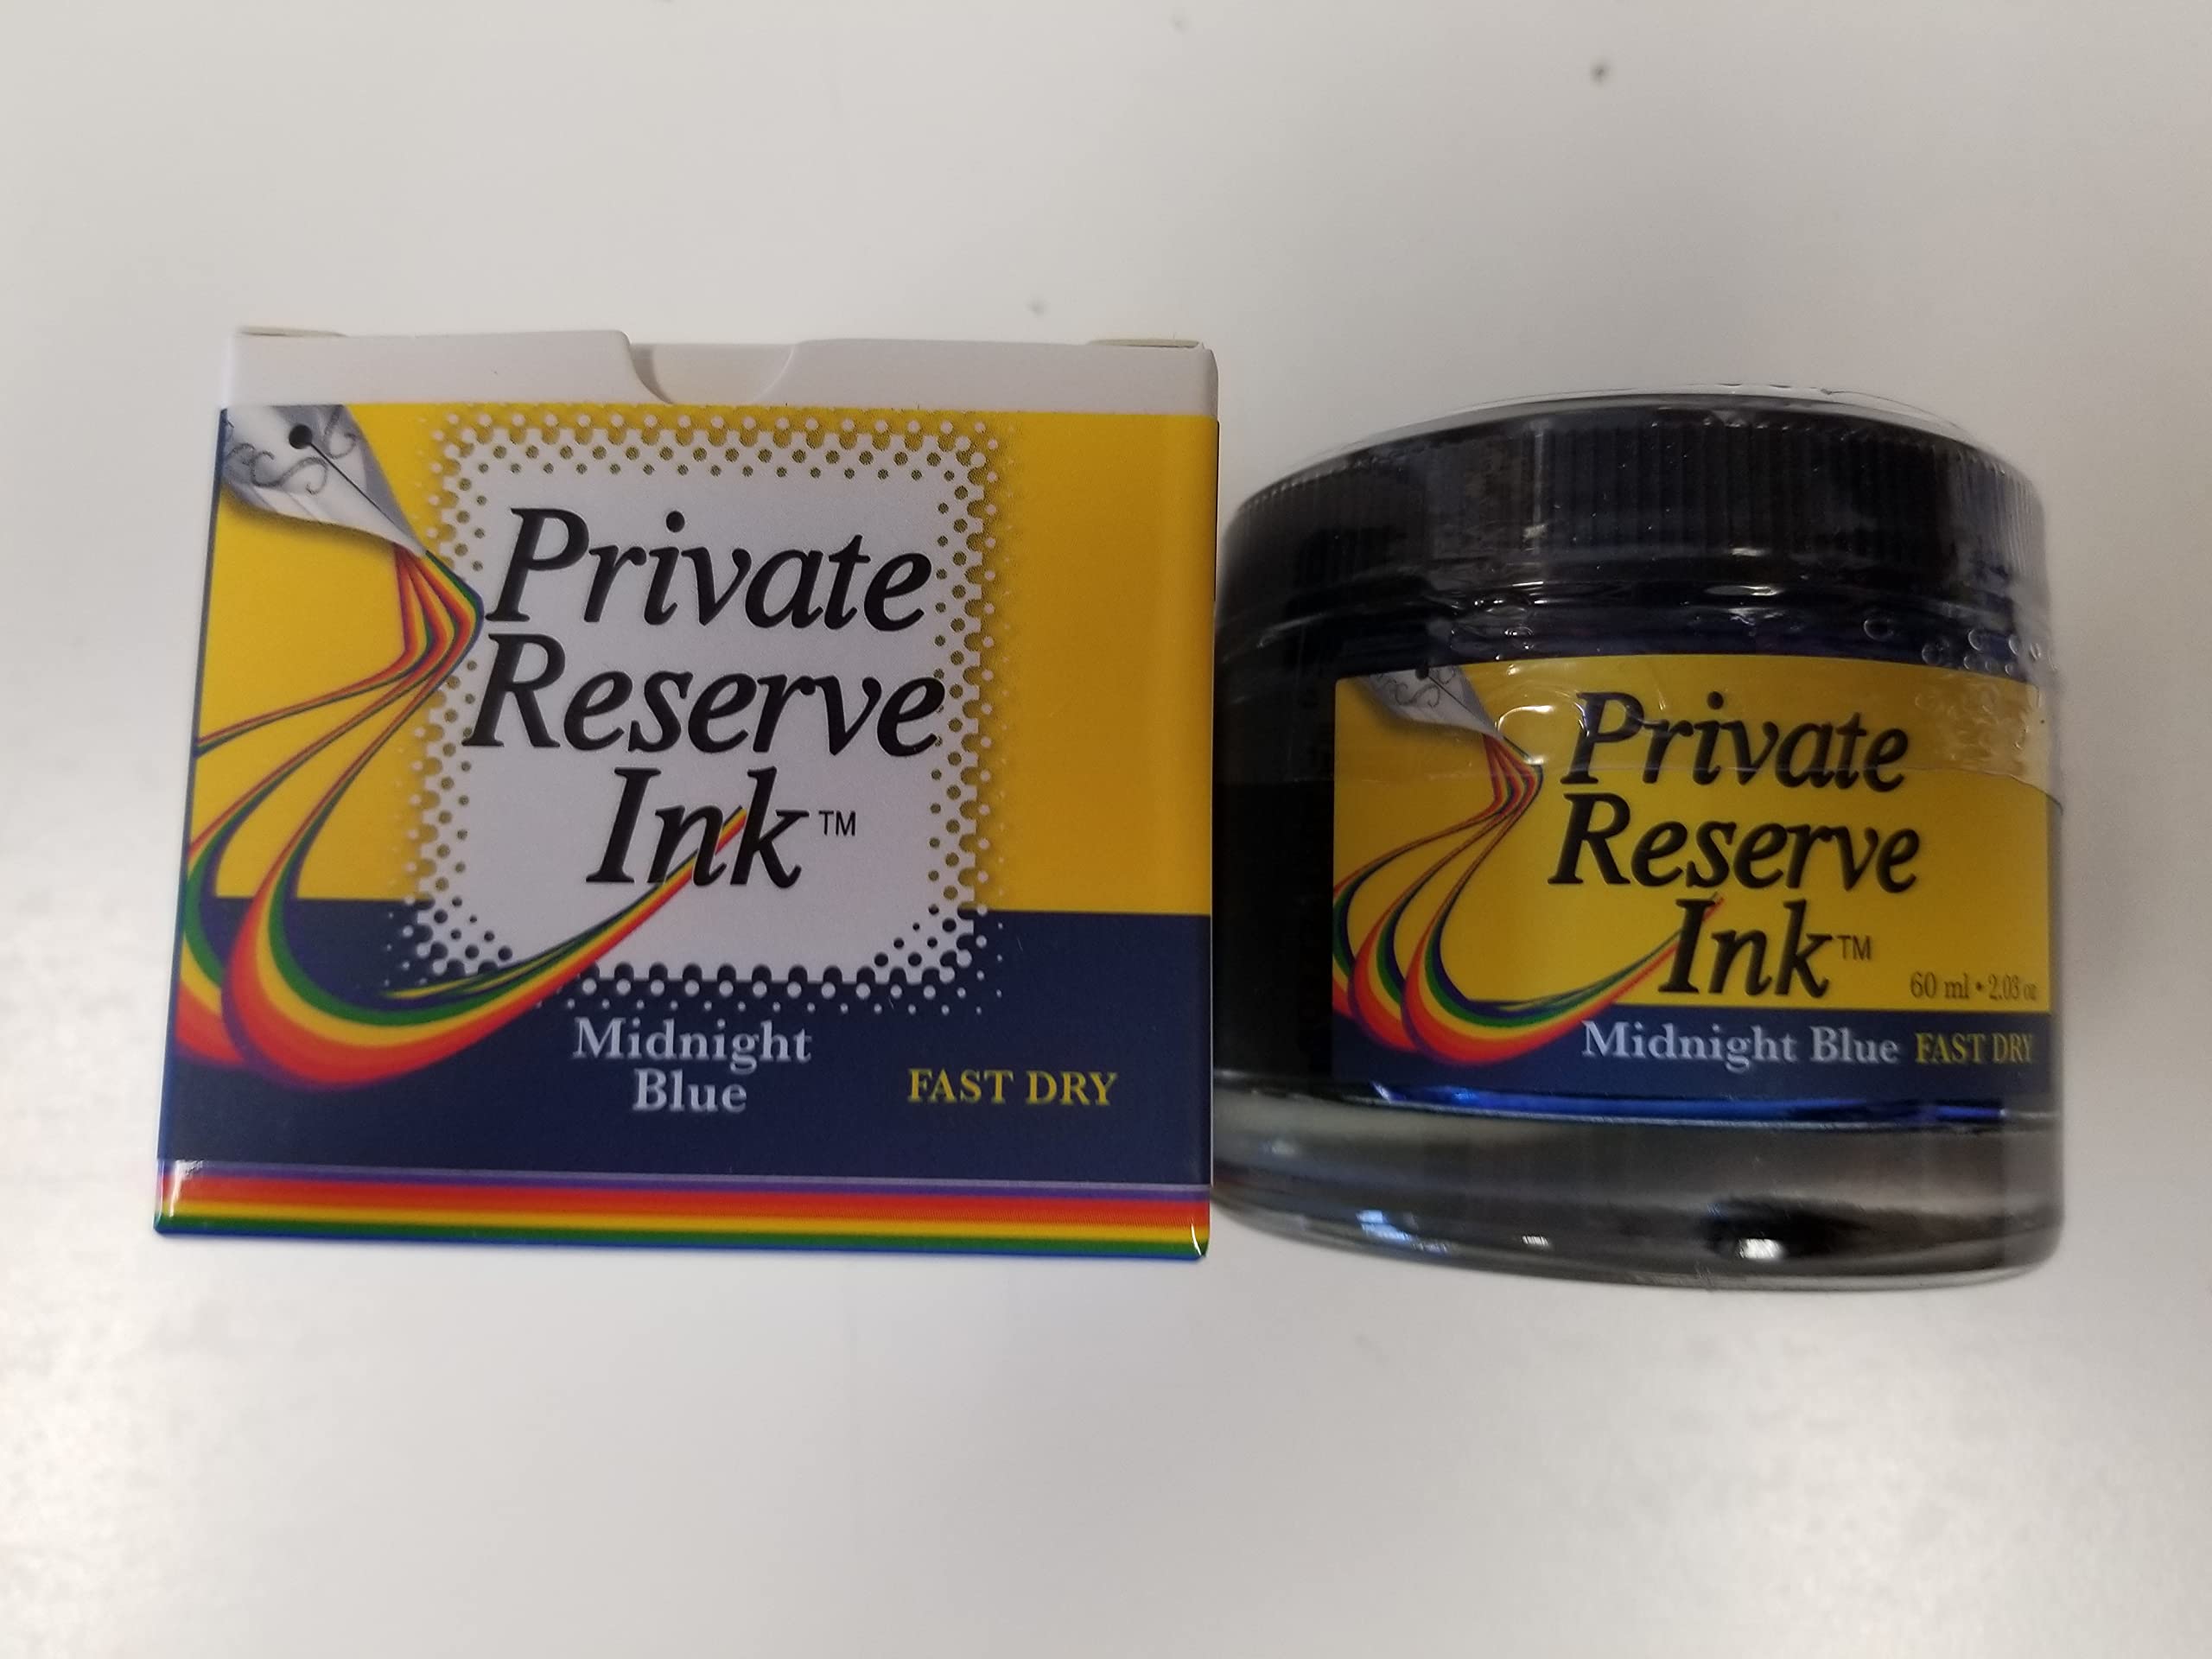 Private
Reserve
Ink™
Midnight
Blue
FAST DRY
Private
Reserve
Ink™
60 ml • 2.03 oz
Midnight Blue FAST DRY